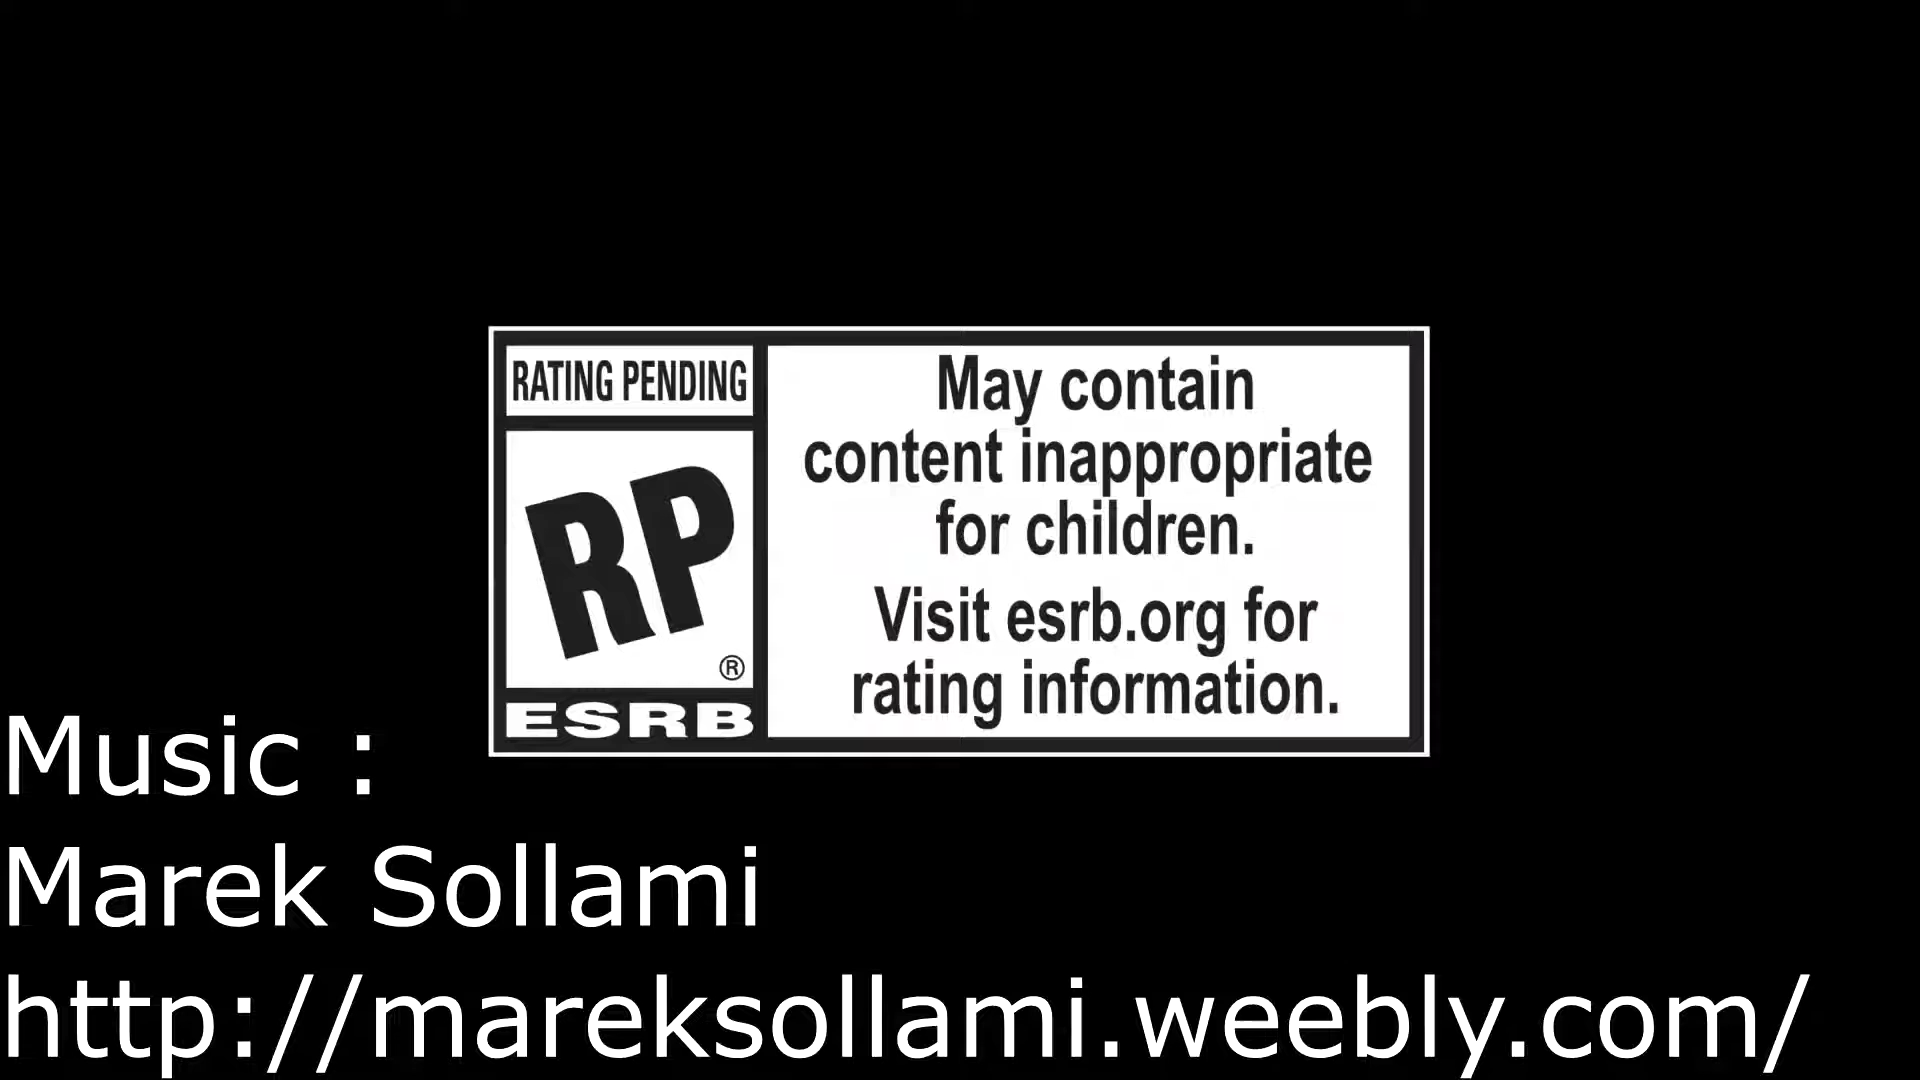 RATING PENDING
RP
®
ESRB
May contain
content inappropriate
for children.
Visit esrb.org for
rating information.
Music :
Marek Sollami
http://mareksollami.weebly.com/